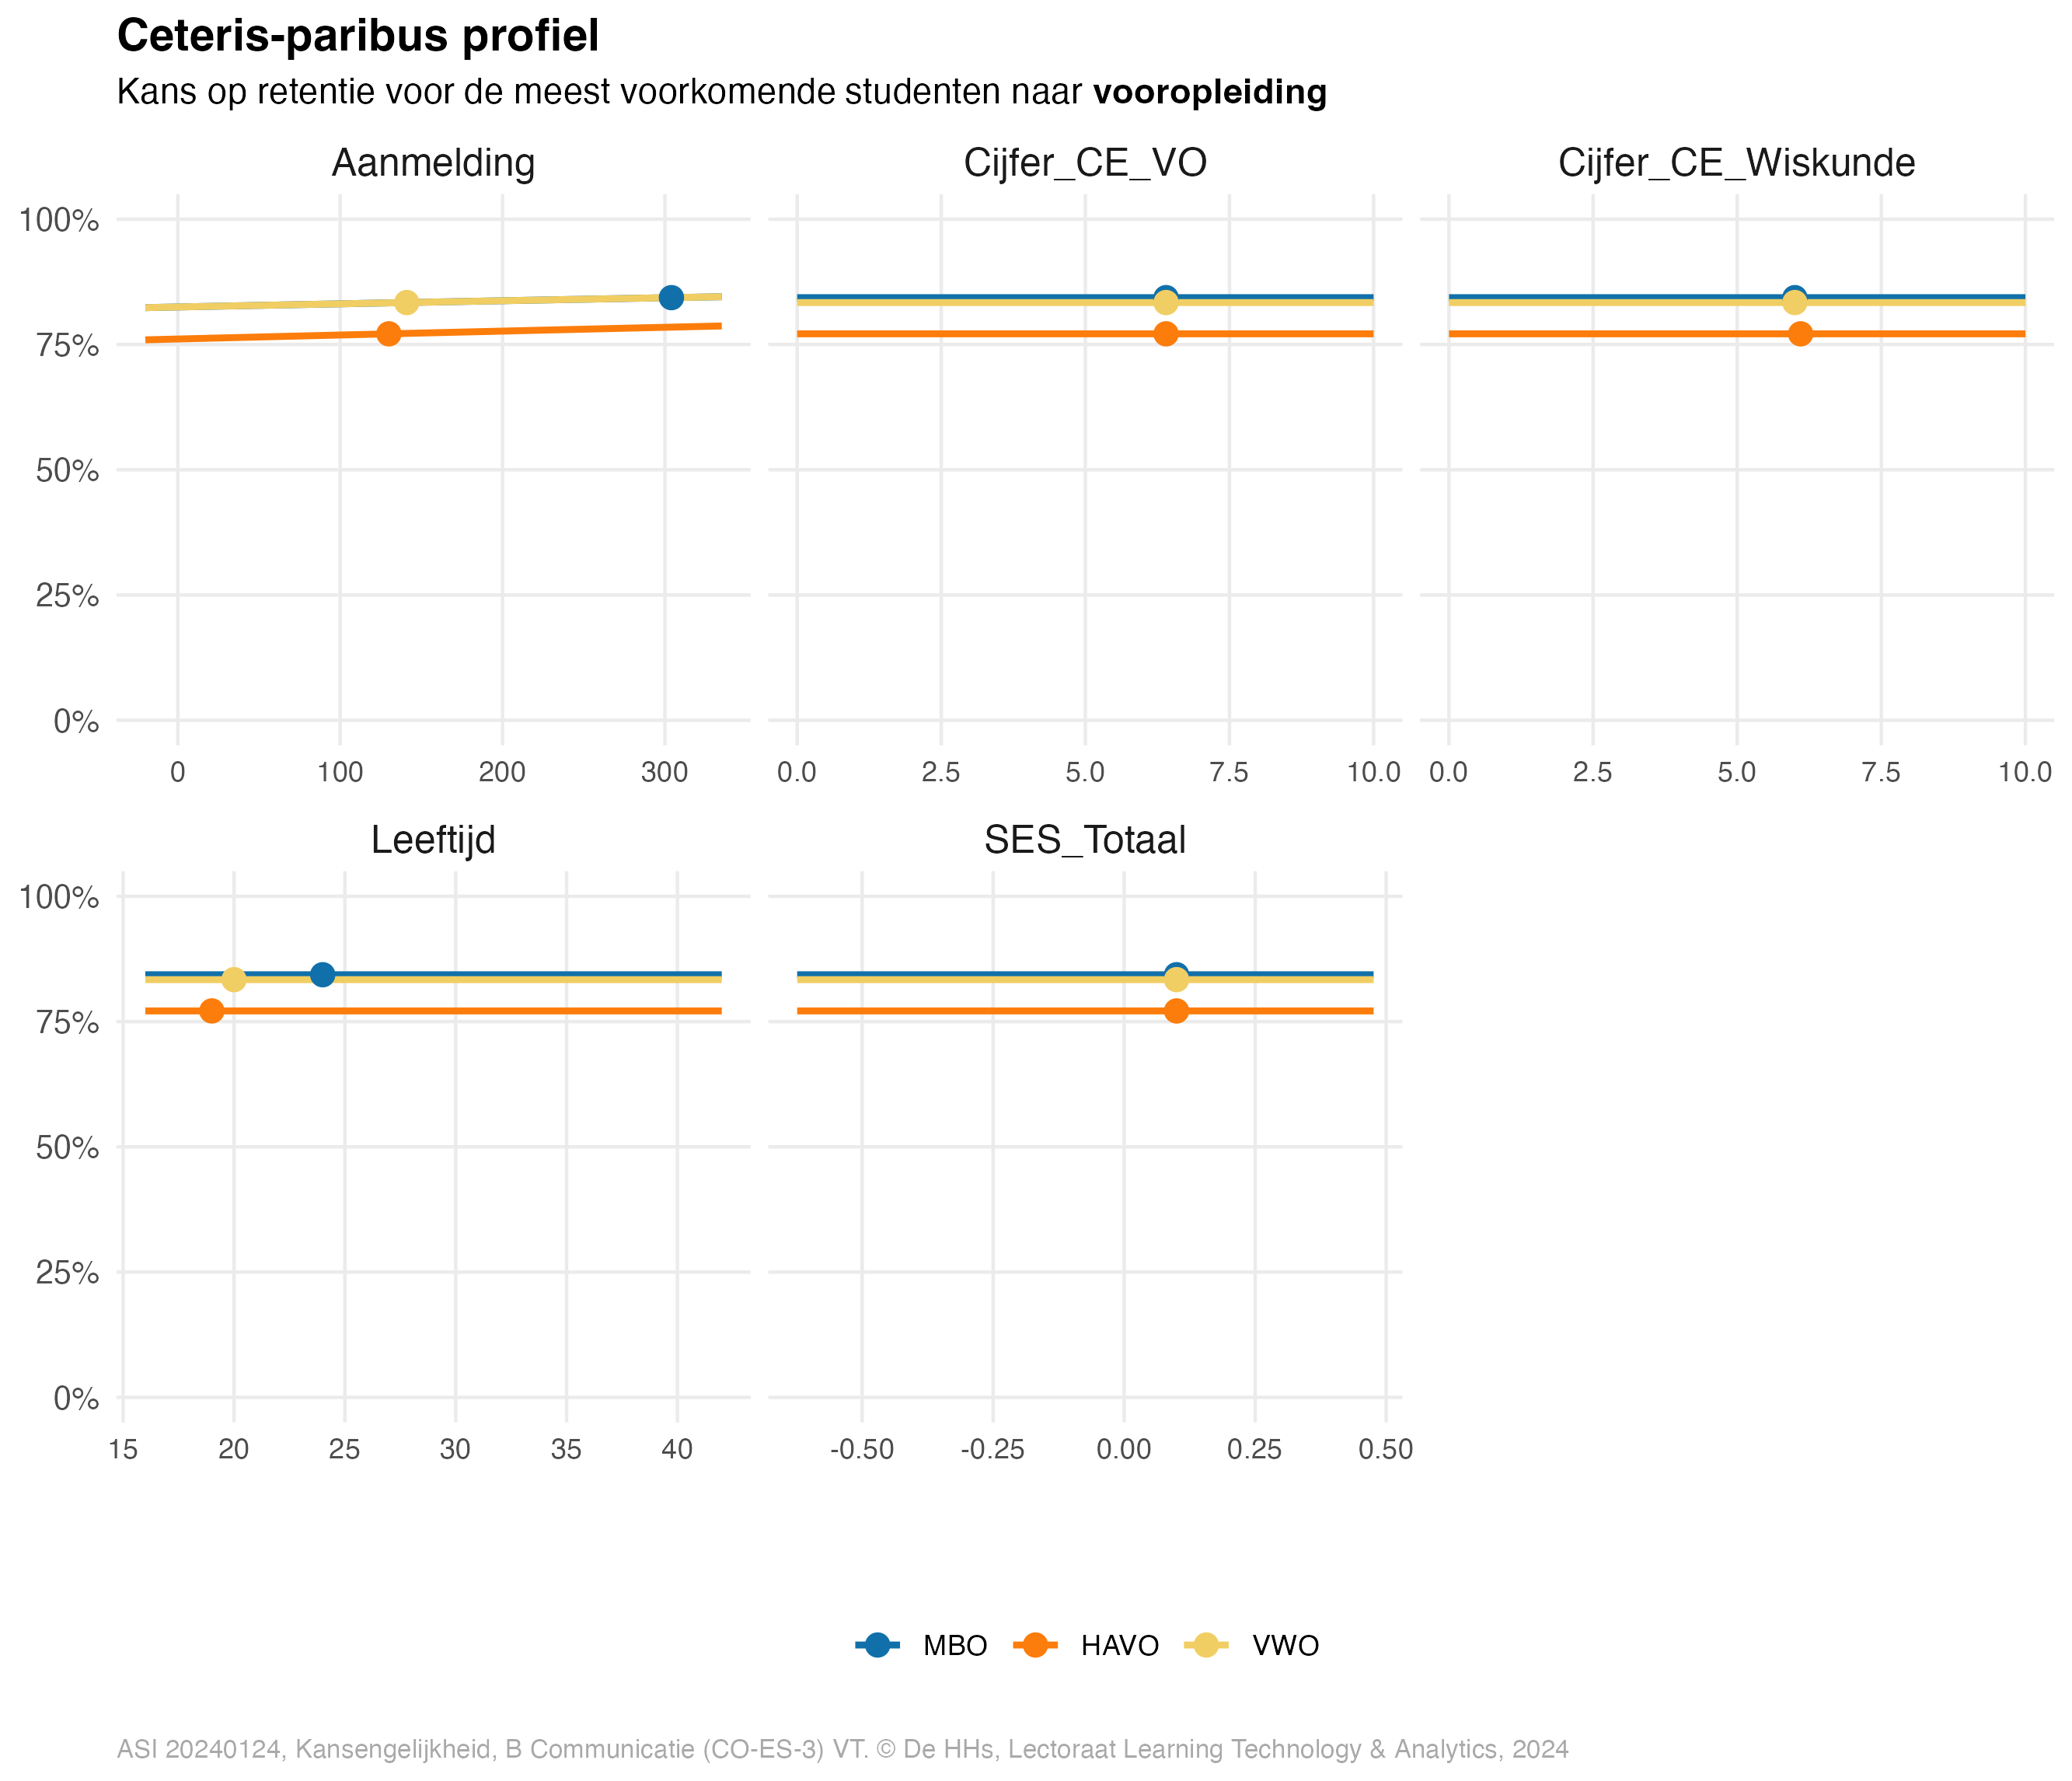 Ceteris-paribus profiel
Kans op retentie voor de meest voorkomende studenten naar vooropleiding
Aanmelding
Cijfer_CE_VO
Cijfer_CE_Wiskunde
100%
75%
50%
25%
0%
0 100 200 300
0.0 2.5 5.0 7.5 10.0
0.0 2.5 5.0 7.5 10.0
Leeftijd
SES_Totaal
100%
75%
50%
25%
0%
15 20 25 30 35 40
-0.50 -0.25 0.00 0.25 0.50
MBO HAVO VWO
ASI 20240124, Kansengelijkheid, B Communicatie (CO-ES-3) VT. © De HHs, Lectoraat Learning Technology & Analytics, 2024